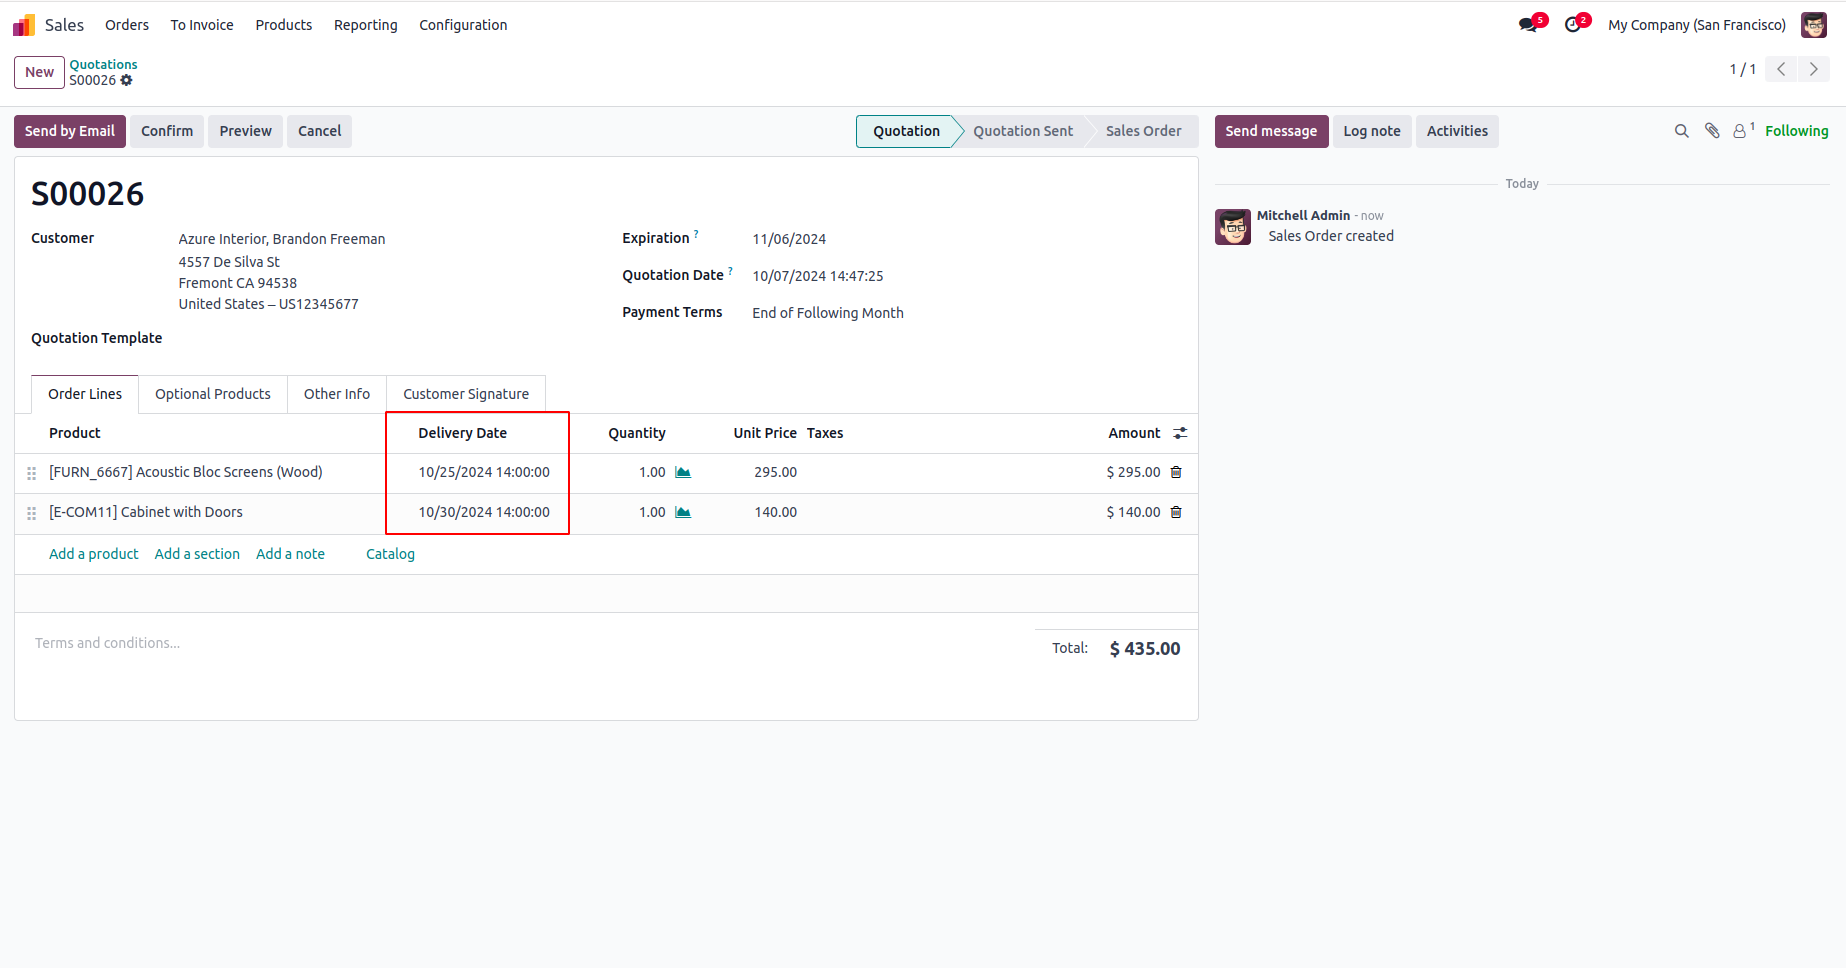 Sales Orders To Invoice Products Reporting Configuration 5 2 My Company (San Francisco)
New Quotations
S00026 1 / 1
Send by Email Confirm Preview Cancel Quotation Quotation Sent Sales Order Send message Log note Activities 1 Following
Today
S00026
Mitchell Admin - now
Sales Order created
Customer Azure Interior, Brandon Freeman Expiration ? 11/06/2024
4557 De Silva St
Fremont CA 94538 Quotation Date ? 10/07/2024 14:47:25
United States – US12345677 Payment Terms End of Following Month
Quotation Template
Order Lines Optional Products Other Info Customer Signature
Product Delivery Date Quantity Unit Price Taxes Amount
[FURN_6667] Acoustic Bloc Screens (Wood) 10/25/2024 14:00:00 1.00 295.00 $ 295.00
[E-COM11] Cabinet with Doors 10/30/2024 14:00:00 1.00 140.00 $ 140.00
Add a product Add a section Add a note Catalog
Terms and conditions...
Total: $ 435.00